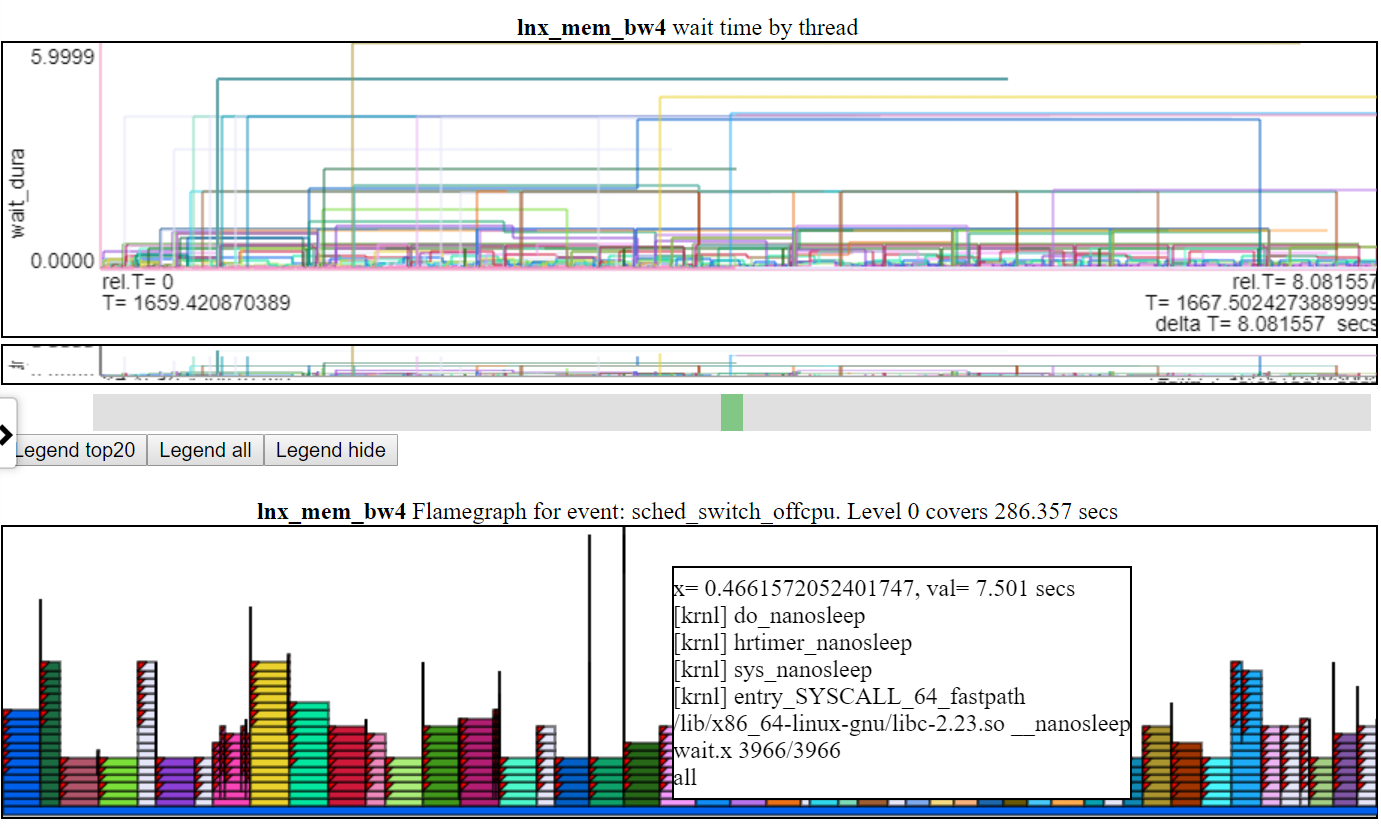 lnx_mem_bw4 wait time by thread
5.9999
wait_dura
0.0000
rel.T= 0
T= 1659.420870389
rel.T= 8.081557
T= 1667.5024273889999
delta T= 8.081557 secs
Legend top20
Legend all
Legend hide
lnx_mem_bw4 Flamegraph for event: sched_switch_offcpu. Level 0 covers 286.357 secs
x= 0.4661572052401747, val= 7.501 secs
[krnl] do_nanosleep
[krnl] hrtimer_nanosleep
[krnl] sys_nanosleep
[krnl] entry_SYSCALL_64_fastpath
/lib/x86_64-linux-gnu/libc-2.23.so __nanosleep
wait.x 3966/3966
all